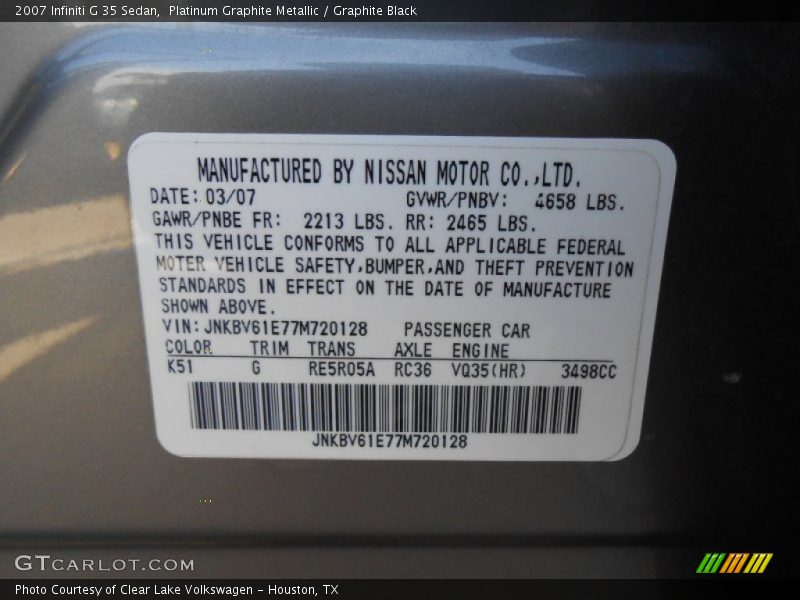 2007 Infiniti G 35 Sedan,  Platinum Graphite Metallic / Graphite Black
MANUFACTURED BY NISSAN MOTOR CO.,LTD.
DATE: 03/07 GVWR/PNBV: 4658 LBS.
GAWR/PNBE FR: 2213 LBS. RR: 2465 LBS.
THIS VEHICLE CONFORMS TO ALL APPLICABLE FEDERAL
MOTER VEHICLE SAFETY,BUMPER,AND THEFT PREVENTION
STANDARDS IN EFFECT ON THE DATE OF MANUFACTURE
SHOWN ABOVE.
VIN: JNKBV61E77M720128 PASSENGER CAR
COLOR TRIM TRANS AXLE ENGINE
K51 G RE5R05A RC36 VQ35(HR) 3498CC
JNKBV61E77M720128
GTCARLOT.COM
Photo Courtesy of Clear Lake Volkswagen - Houston, TX